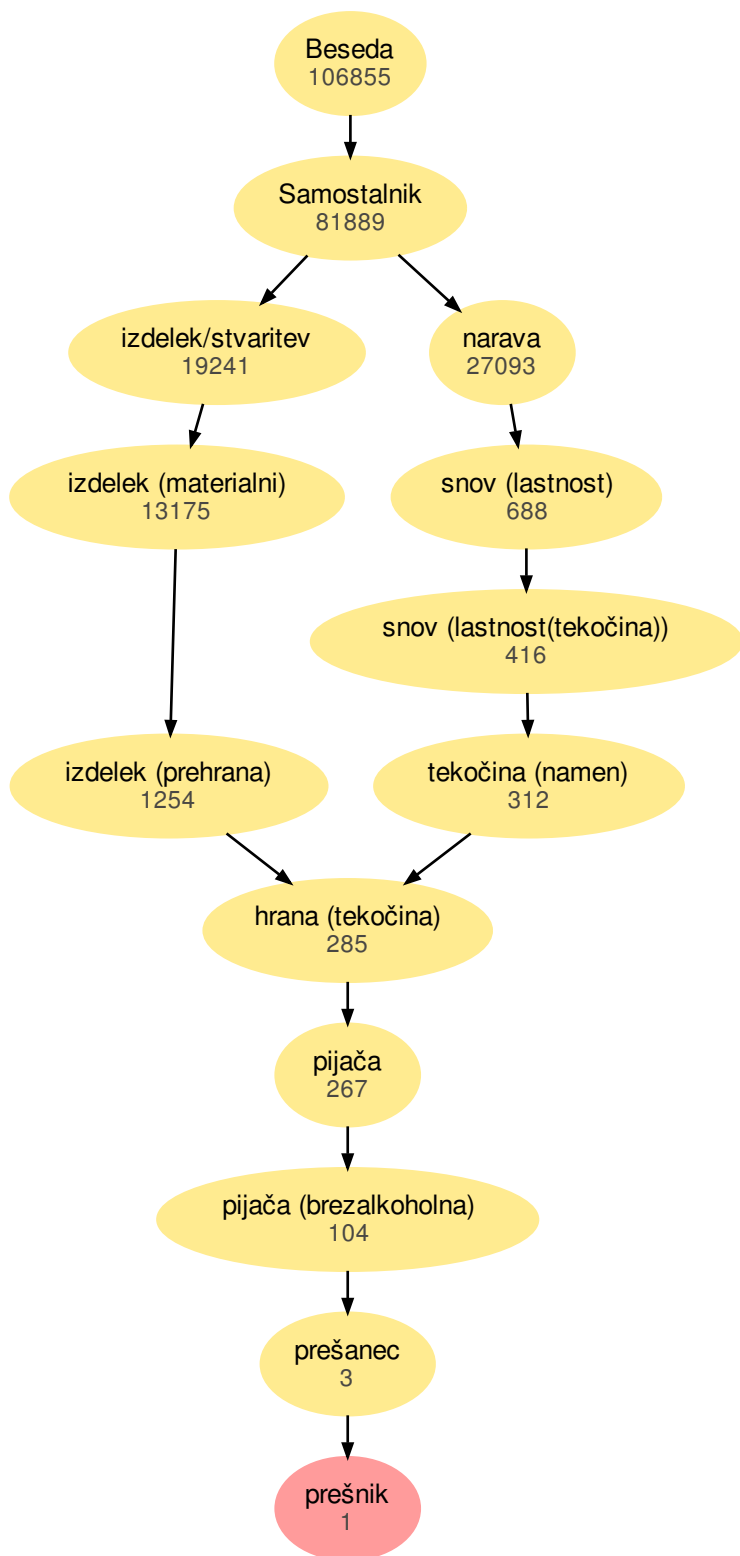 Beseda
106855
Samostalnik
81889
izdelek/stvaritev
19241
narava
27093
izdelek (materialni)
13175
snov (lastnost)
688
snov (lastnost(tekočina))
416
izdelek (prehrana)
1254
tekočina (namen)
312
hrana (tekočina)
285
pijača
267
pijača (brezalkoholna)
104
prešanec
3
prešnik
1